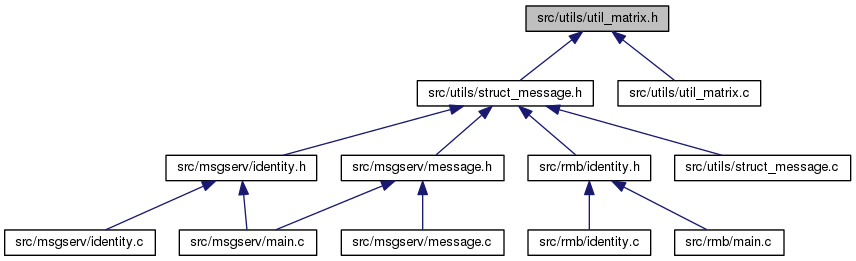 src/utils/util_matrix.h
src/utils/struct_message.h
src/utils/util_matrix.c
src/msgserv/identity.h
src/msgserv/message.h
src/rmb/identity.h
src/utils/struct_message.c
src/msgserv/identity.c
src/msgserv/main.c
src/msgserv/message.c
src/rmb/identity.c
src/rmb/main.c